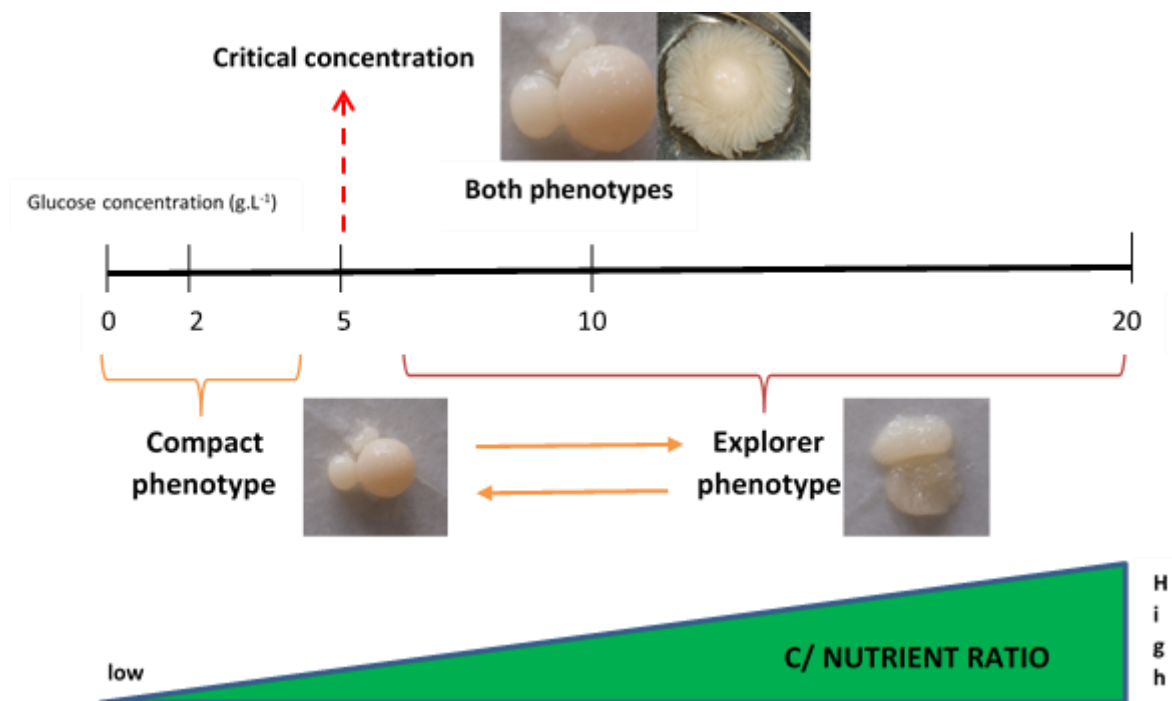 Critical concentration
Both phenotypes
Glucose concentration (g.L⁻¹)
0 2 5 10 20
Compact
phenotype
Explorer
phenotype
low
C/ NUTRIENT RATIO
H
i
g
h